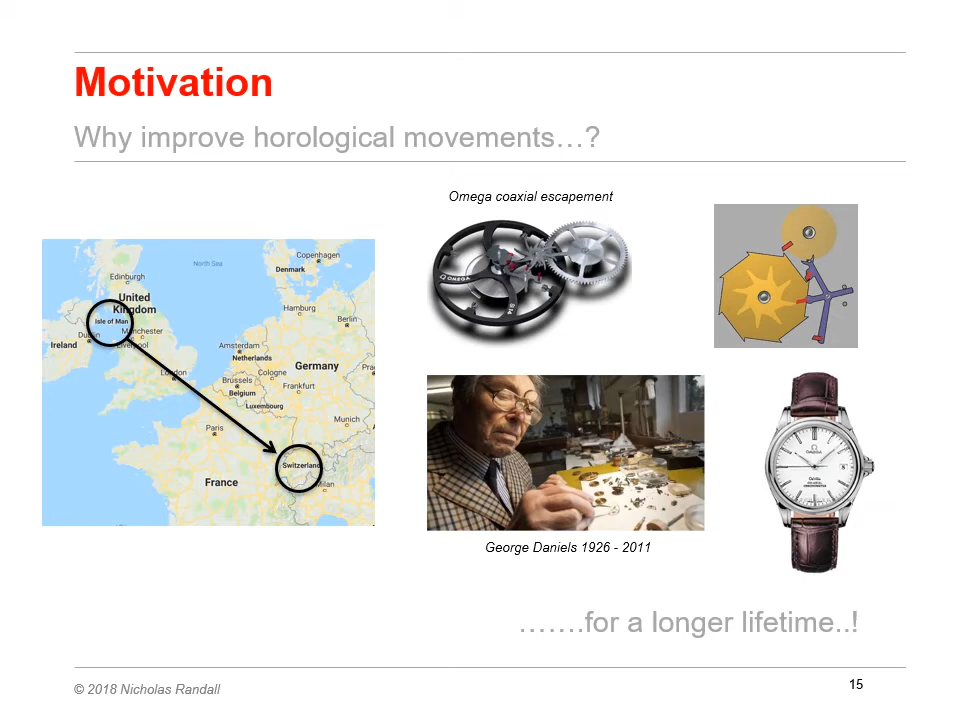 Motivation
Why improve horological movements…?
Omega coaxial escapement
North Sea
Copenhagen
Denmark
Edinburgh
United
Kingdom
Isle of Man
Hamburg
Berlin
Dublin
Manchester
Ireland
Liverpool
Amsterdam
Netherlands
London
Brussels
Cologne
Germany
Belgium
Frankfurt
Luxembourg
Paris
Munich
Switzerland
France
Milan
OMEGA
OMEGA
George Daniels 1926 - 2011
…….for a longer lifetime..!
© 2018 Nicholas Randall
15